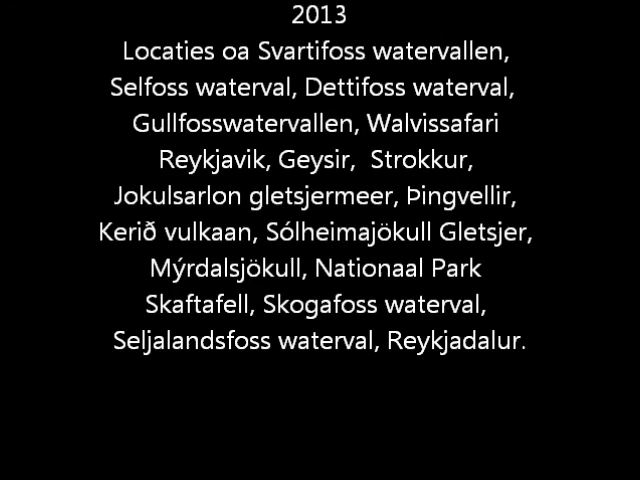 2013
Locaties oa Svartifoss watervallen,
Selfoss waterval, Dettifoss waterval,
Gullfosswatervallen, Walvissafari
Reykjavik, Geysir,  Strokkur,
Jokulsarlon gletsjermeer, Þingvellir,
Kerið vulkaan, Sólheimajökull Gletsjer,
Mýrdalsjökull, Nationaal Park
Skaftafell, Skogafoss waterval,
Seljalandsfoss waterval, Reykjadalur.